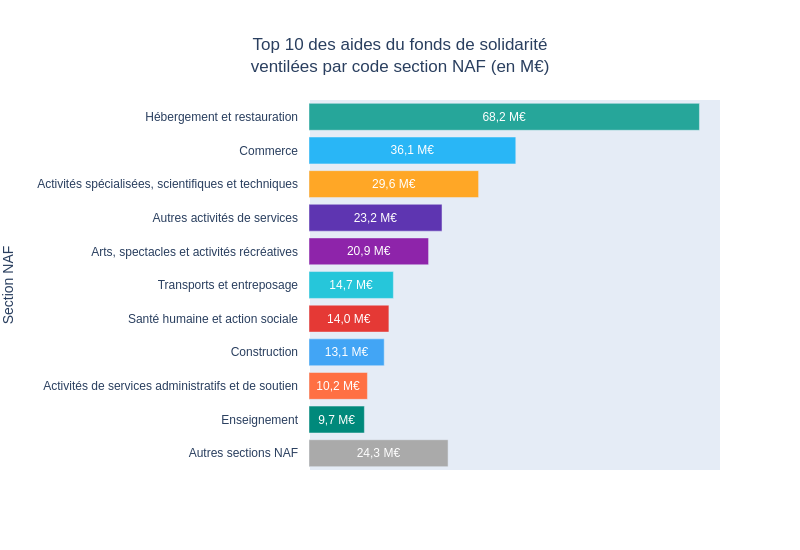 Top 10 des aides du fonds de solidarité
ventilées par code section NAF (en M€)
Section NAF
Hébergement et restauration 68,2 M€
Commerce 36,1 M€
Activités spécialisées, scientifiques et techniques 29,6 M€
Autres activités de services 23,2 M€
Arts, spectacles et activités récréatives 20,9 M€
Transports et entreposage 14,7 M€
Santé humaine et action sociale 14,0 M€
Construction 13,1 M€
Activités de services administratifs et de soutien 10,2 M€
Enseignement 9,7 M€
Autres sections NAF 24,3 M€